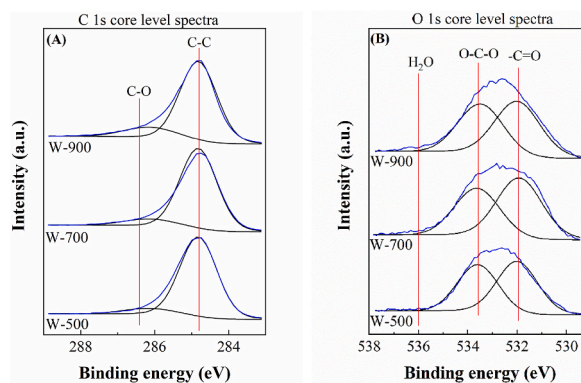 C 1s core level spectra
(A)
C-C
C-O
W-900
W-700
W-500
Intensity (a.u.)
288 286 284
Binding energy (eV)
O 1s core level spectra
(B)
O-C-O -C=O
H₂O
W-900
W-700
W-500
Intensity (a.u.)
538 536 534 532 530
Binding energy (eV)